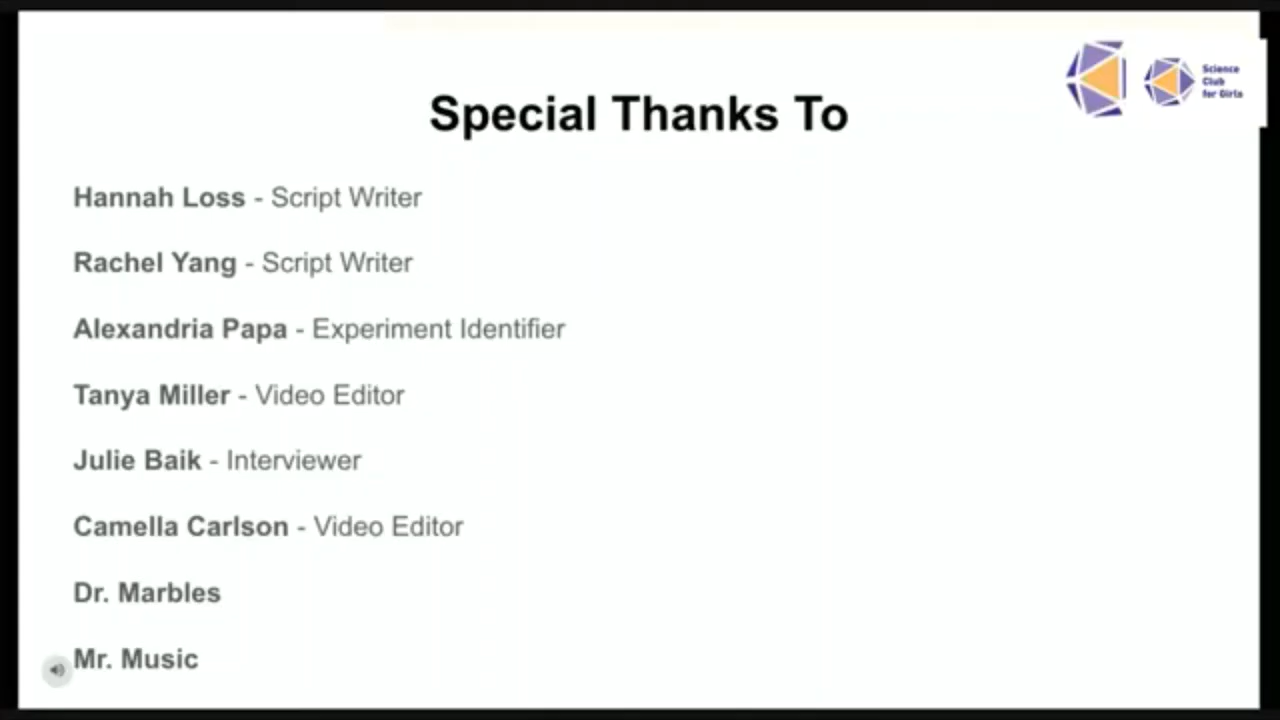 Special Thanks To
Science
Club
for Girls
Hannah Loss - Script Writer
Rachel Yang - Script Writer
Alexandria Papa - Experiment Identifier
Tanya Miller - Video Editor
Julie Baik - Interviewer
Camella Carlson - Video Editor
Dr. Marbles
Mr. Music